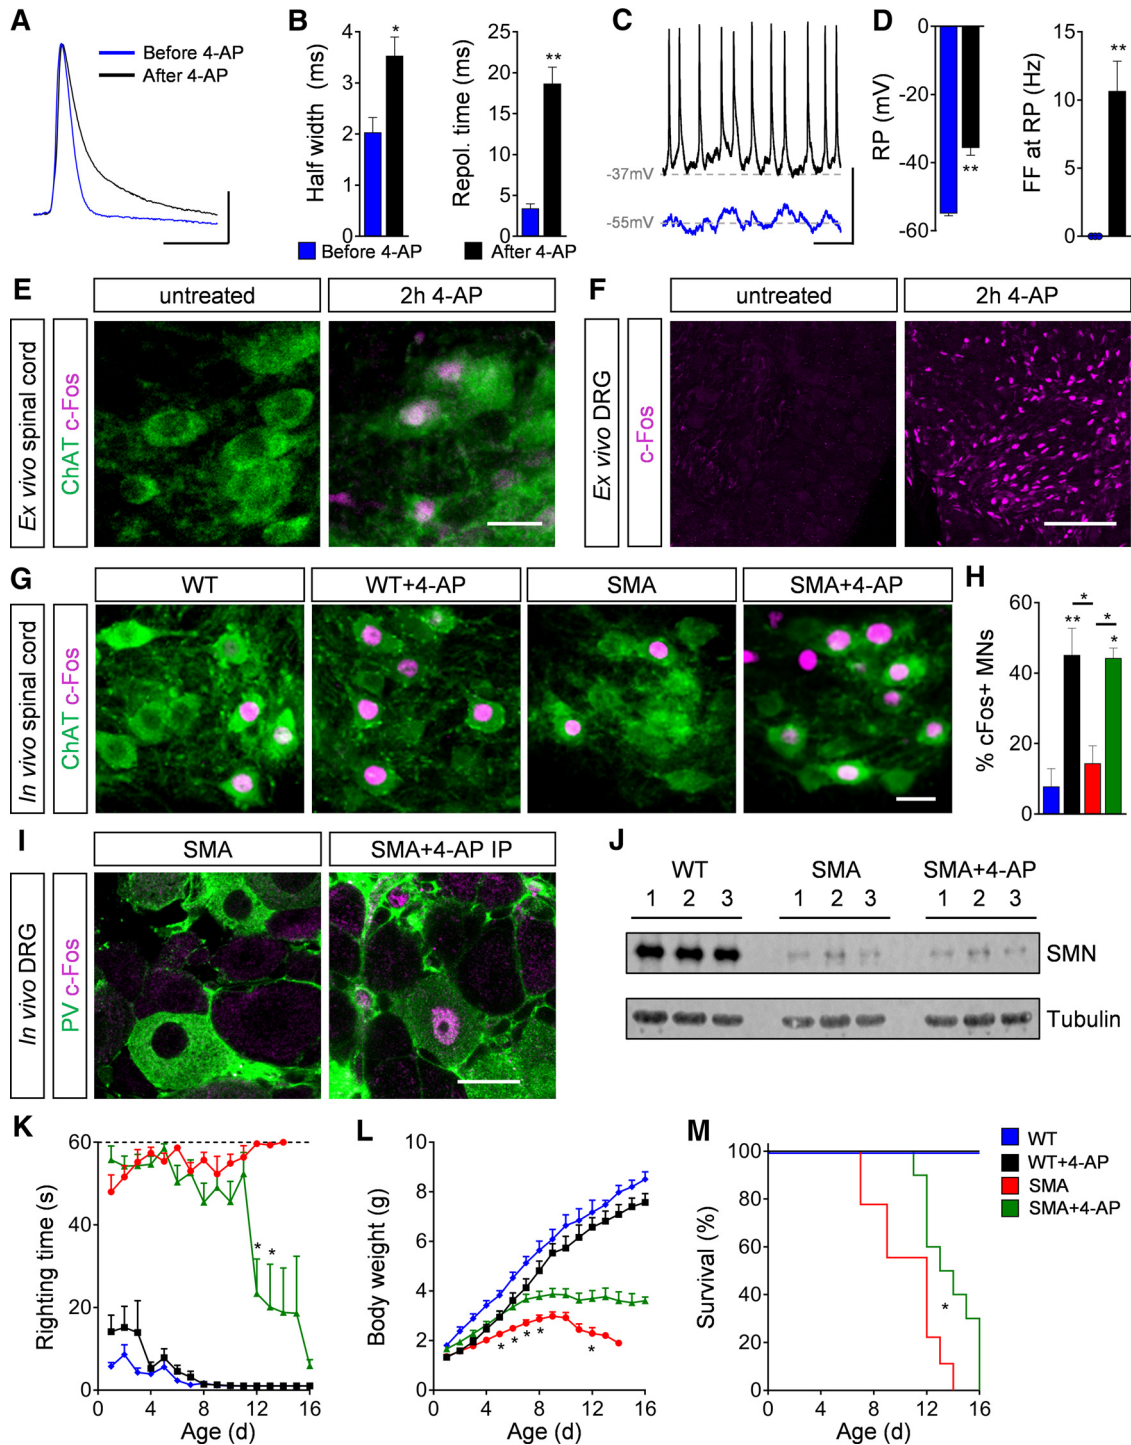 A
Before 4-AP
After 4-AP
B
Half width (ms)
4
3
2
1
0
*
Repol. time (ms)
25
20
15
10
5
0
**
Before 4-AP
After 4-AP
C
-37mV
-55mV
D
RP (mV)
0
-20
-40
-60
**
FF at RP (Hz)
15
10
5
0
**
E
untreated
2h 4-AP
Ex vivo spinal cord
ChAT c-Fos
F
untreated
2h 4-AP
Ex vivo DRG
c-Fos
G
WT
WT+4-AP
SMA
SMA+4-AP
In vivo spinal cord
ChAT c-Fos
H
% cFos+ MNs
60
40
20
0
**
*
*
*
I
SMA
SMA+4-AP IP
In vivo DRG
PV c-Fos
J
WT
SMA
SMA+4-AP
1 2 3
1 2 3
1 2 3
SMN
Tubulin
K
Righting time (s)
60
40
20
0
* *
0 4 8 12 16
Age (d)
L
Body weight (g)
10
8
6
4
2
0
* * * *
*
0 4 8 12 16
Age (d)
M
Survival (%)
100
80
60
40
20
0
*
0 4 8 12 16
Age (d)
WT
WT+4-AP
SMA
SMA+4-AP